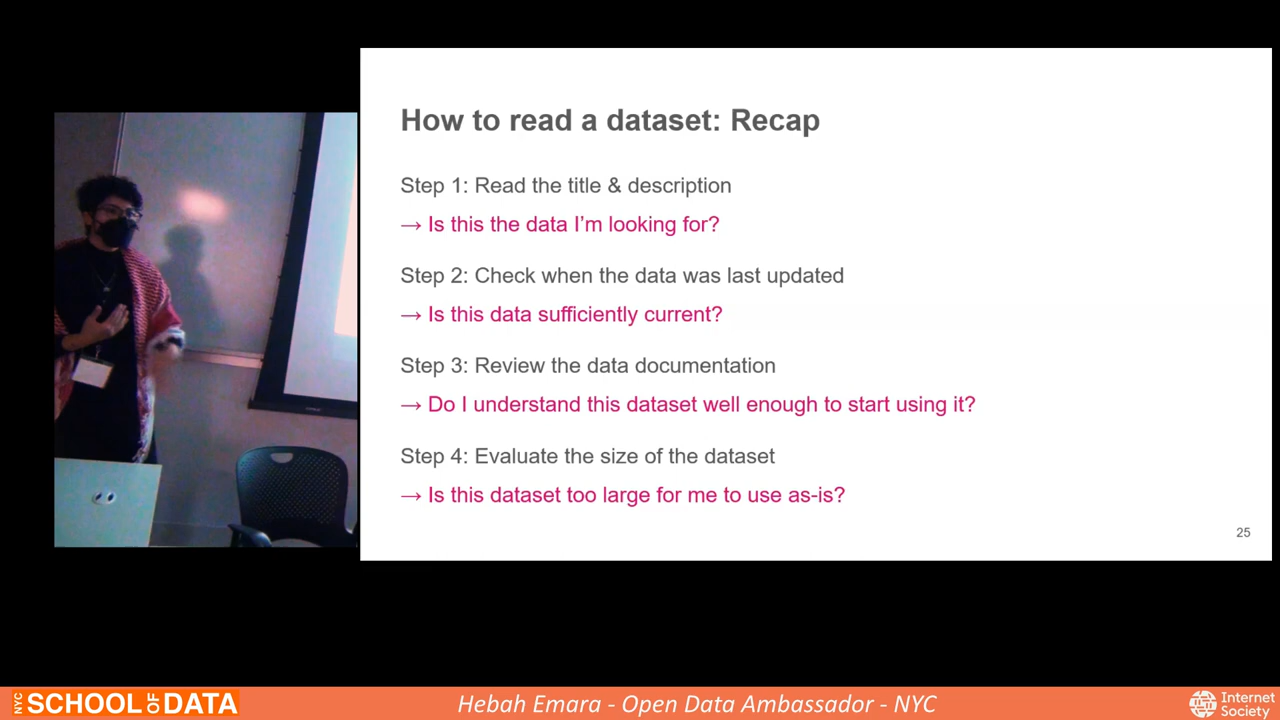 How to read a dataset: Recap
Step 1: Read the title & description
→ Is this the data I'm looking for?
Step 2: Check when the data was last updated
→ Is this data sufficiently current?
Step 3: Review the data documentation
→ Do I understand this dataset well enough to start using it?
Step 4: Evaluate the size of the dataset
→ Is this dataset too large for me to use as-is?
25
NYC SCHOOL OF DATA
Hebah Emara - Open Data Ambassador - NYC
Internet
Society